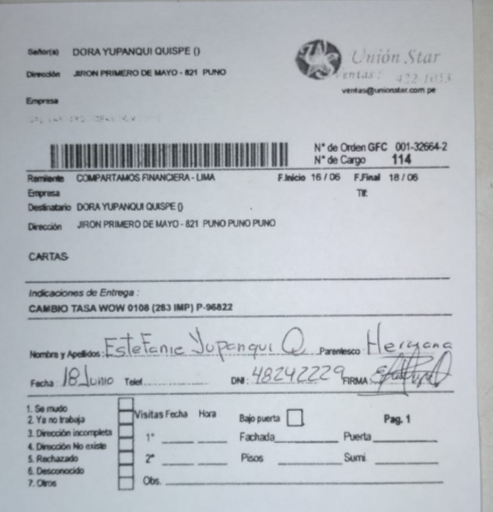 Señor(a) DORA YUPANQUI QUISPE ()
Dirección JIRON PRIMERO DE MAYO - 821 PUNO
Empresa
Unión Star
Ventas: 422-1033
ventas@unionstar.com.pe
N° de Orden GFC 001-32664-2
N° de Cargo 114
Remitente COMPARTAMOS FINANCIERA - LIMA F.Inicio 16 / 06 F.Final 18 / 06
Empresa Tlf:
Destinatario DORA YUPANQUI QUISPE ()
Dirección JIRON PRIMERO DE MAYO - 821 PUNO PUNO PUNO
CARTAS
Indicaciones de Entrega :
CAMBIO TASA WOW 0108 (283 IMP) P-96822
Nombre y Apellidos: Estefanie Yupanqui Q Parentesco: Hermana
Fecha 18 Junio Telef DNI: 48242229 FIRMA
1. Se mudo
2. Ya no trabaja
3. Dirección incompleta
4. Dirección No existe
5. Rechazado
6. Desconocido
7. Otros
Visitas Fecha Hora Bajo puerta Pag. 1
1° Fachada Puerta
2° Pisos Sumi.
Obs.